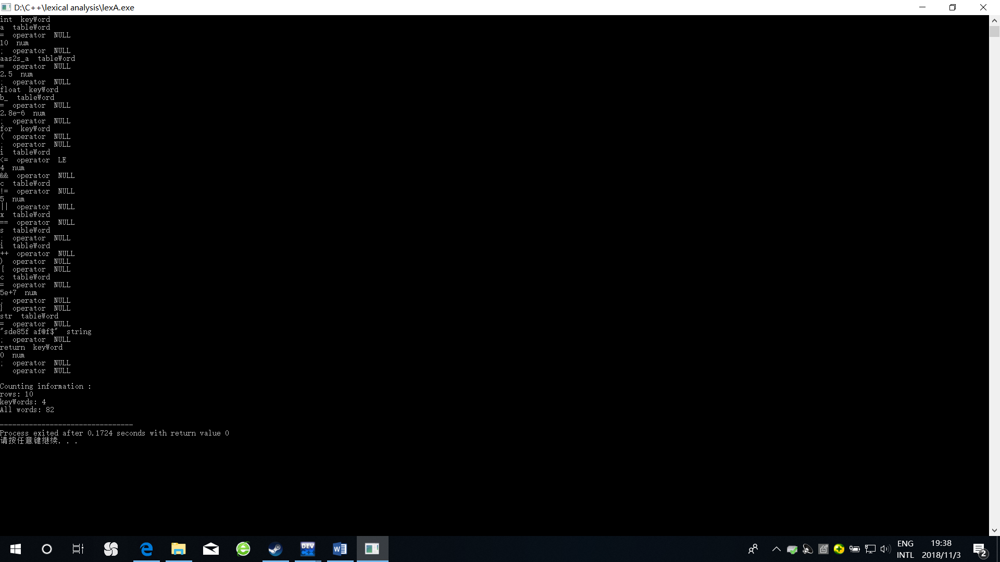 D:\C++\lexical analysis\lexA.exe
int  keyWord
a  tableWord
=  operator  NULL
10  num
;  operator  NULL
aas2s_a  tableWord
=  operator  NULL
2.5  num
;  operator  NULL
float  keyWord
b_  tableWord
=  operator  NULL
2.8e-6  num
;  operator  NULL
for  keyWord
(  operator  NULL
;  operator  NULL
i  tableWord
<=  operator  LE
4  num
&&  operator  NULL
c  tableWord
!=  operator  NULL
5  num
||  operator  NULL
x  tableWord
==  operator  NULL
s  tableWord
;  operator  NULL
i  tableWord
++  operator  NULL
)  operator  NULL
{  operator  NULL
c  tableWord
=  operator  NULL
5e+7  num
;  operator  NULL
}  operator  NULL
str  tableWord
=  operator  NULL
"sde85f af@f$"  string
;  operator  NULL
return  keyWord
0  num
;  operator  NULL
operator  NULL
Counting information :
rows: 10
keyWords: 4
All words: 82
--------------------------------
Process exited after 0.1724 seconds with return value 0
请按任意键继续. . .
DEV
C++
ENG
INTL
19:38
2018/11/3
2